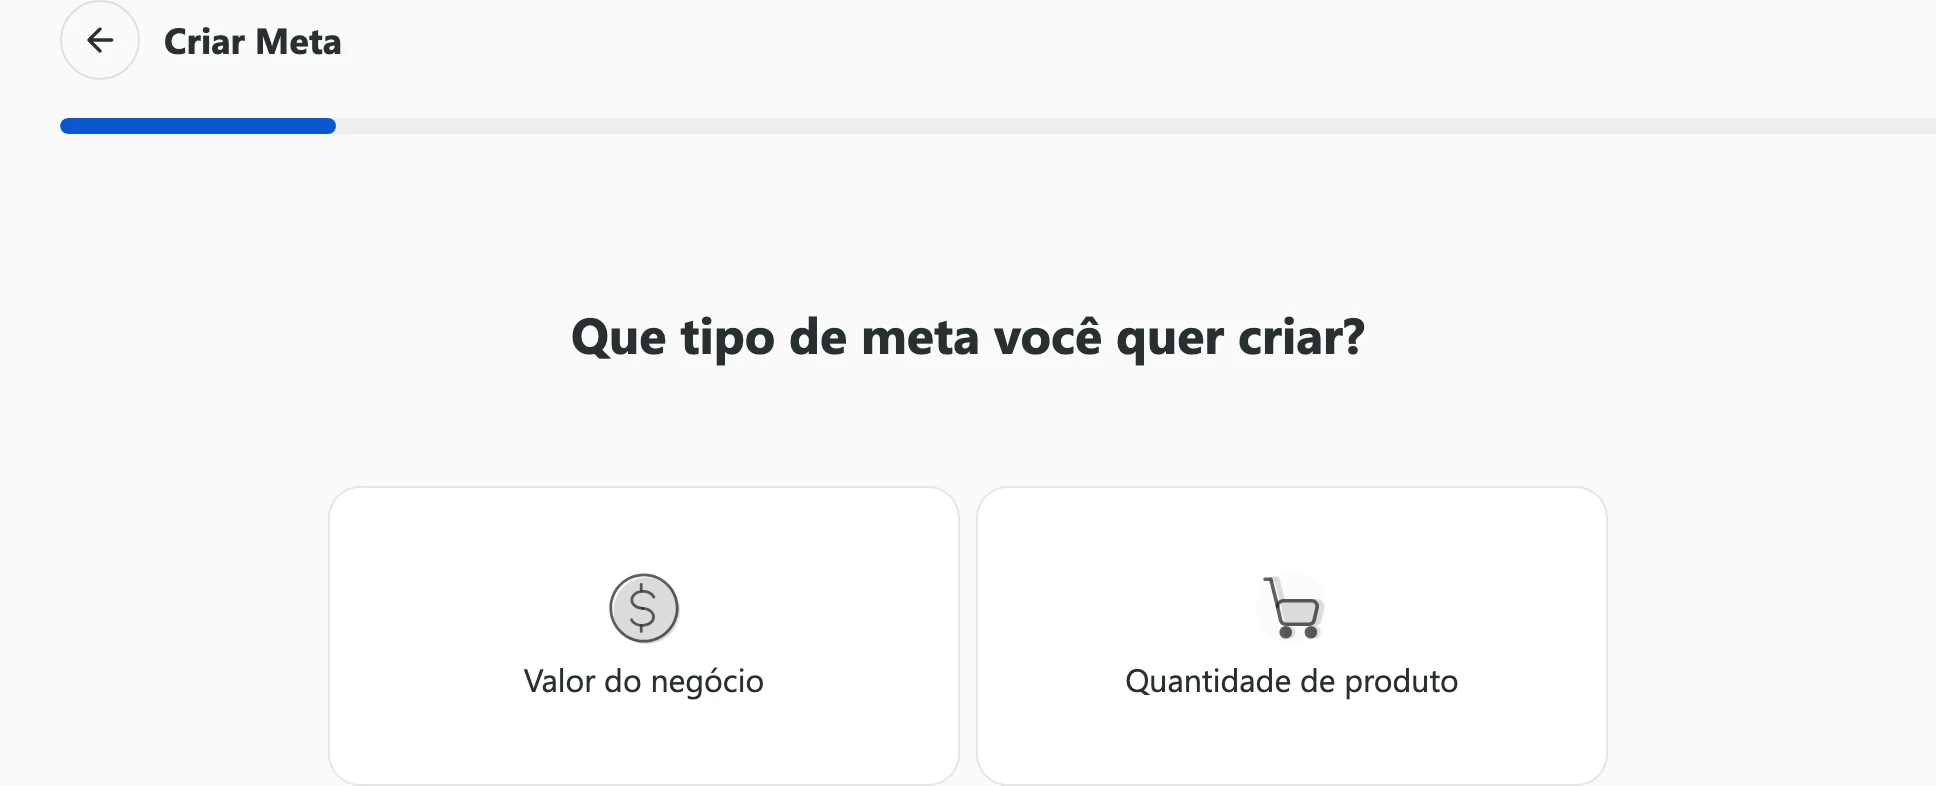 Criar Meta
Que tipo de meta você quer criar?
Valor do negócio
Quantidade de produto